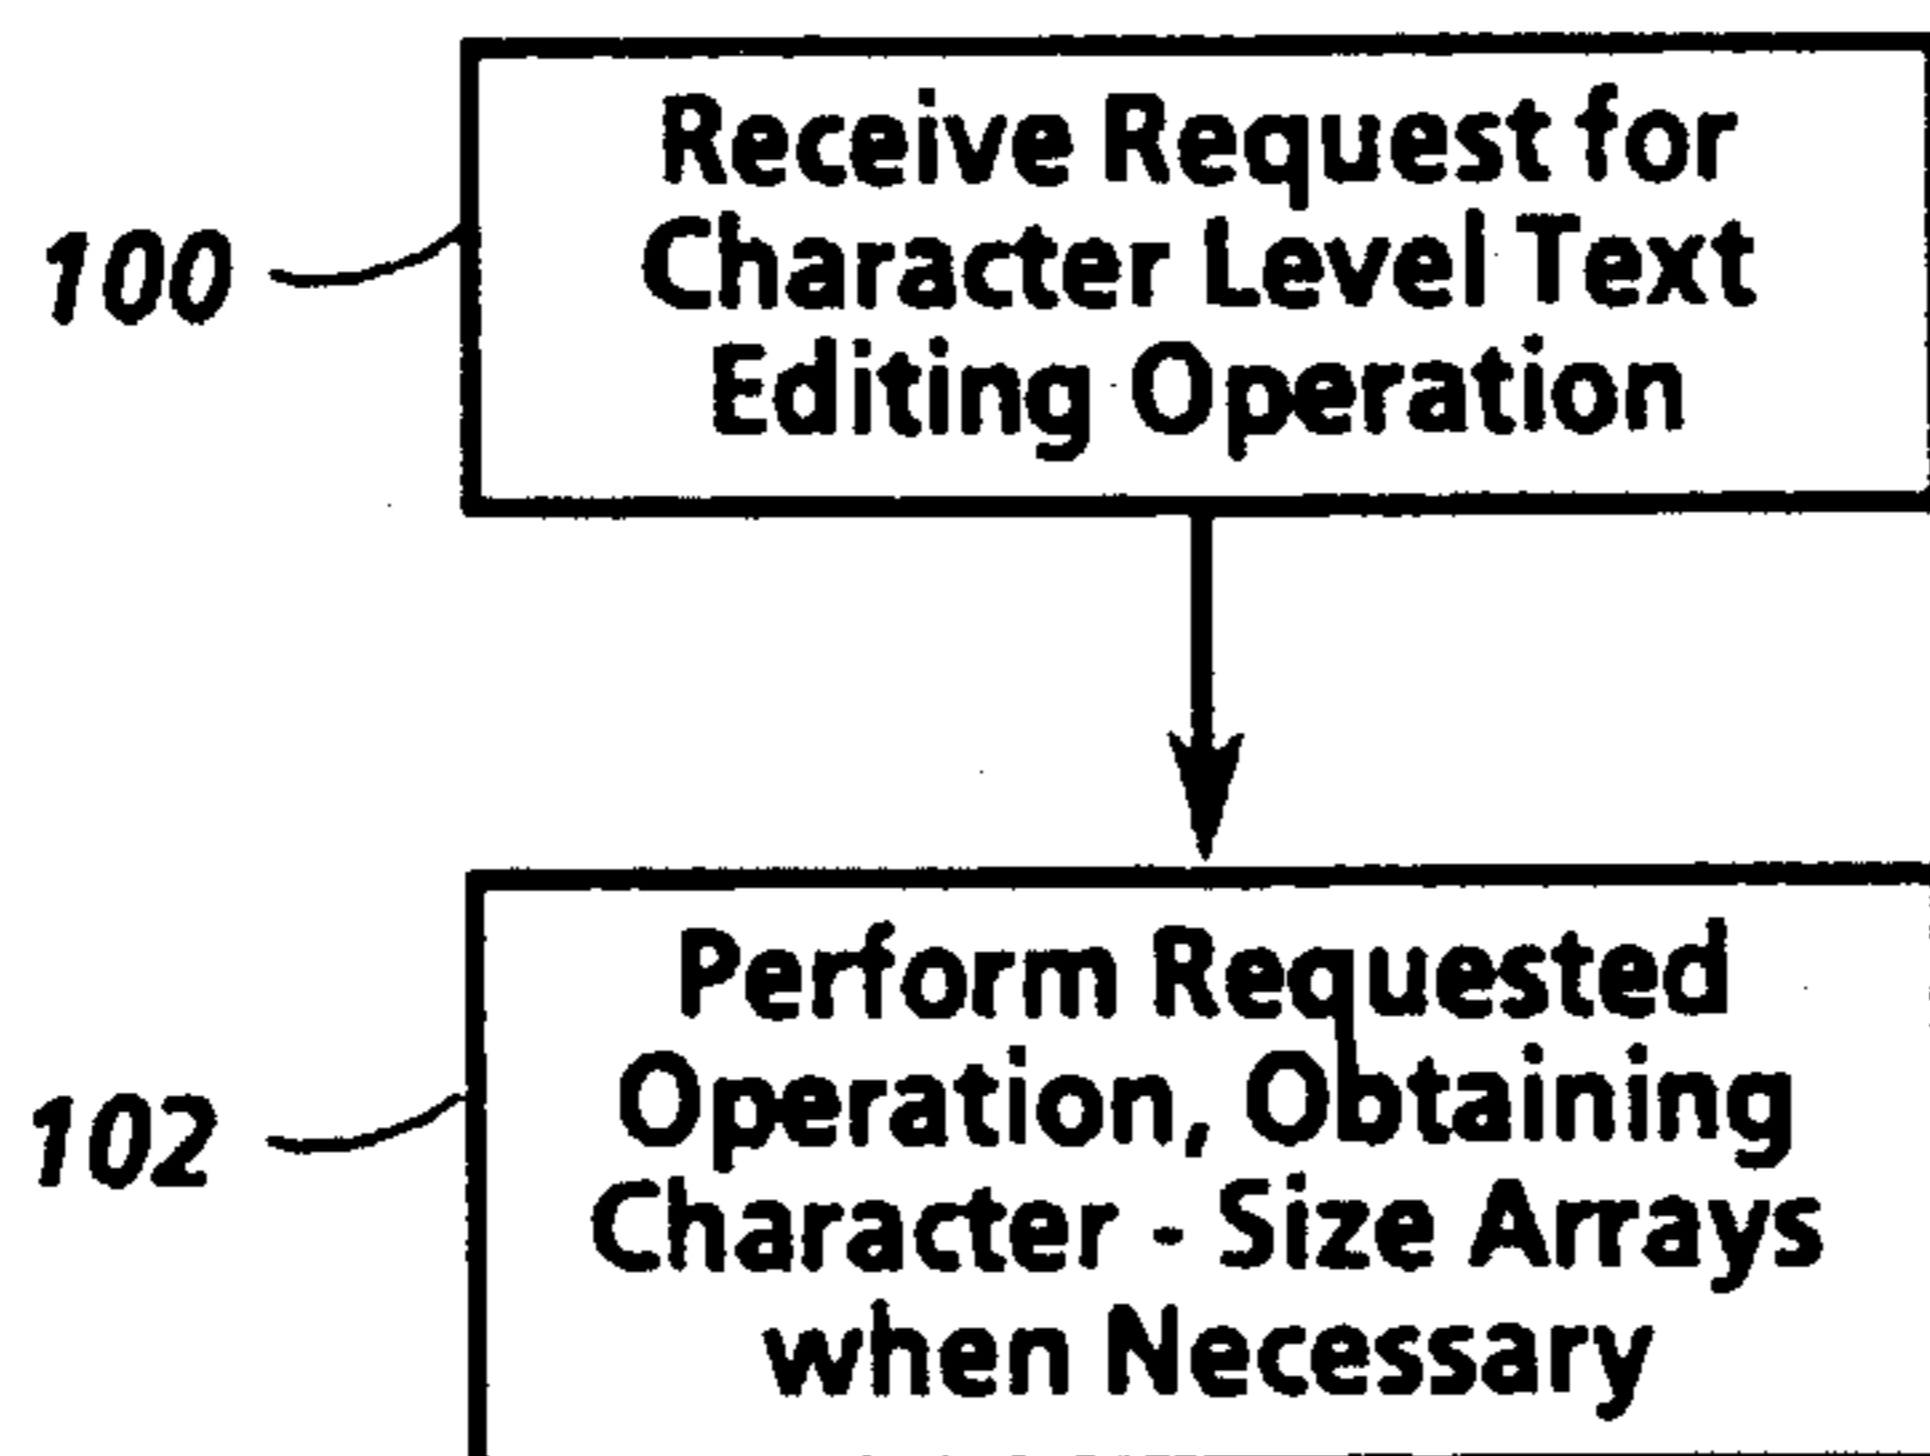 Receive Request for
100
Character Level Text
Editing Operation
Perform Requested
102
Operation, Obtaining
Character - Size Arrays
when Necessary